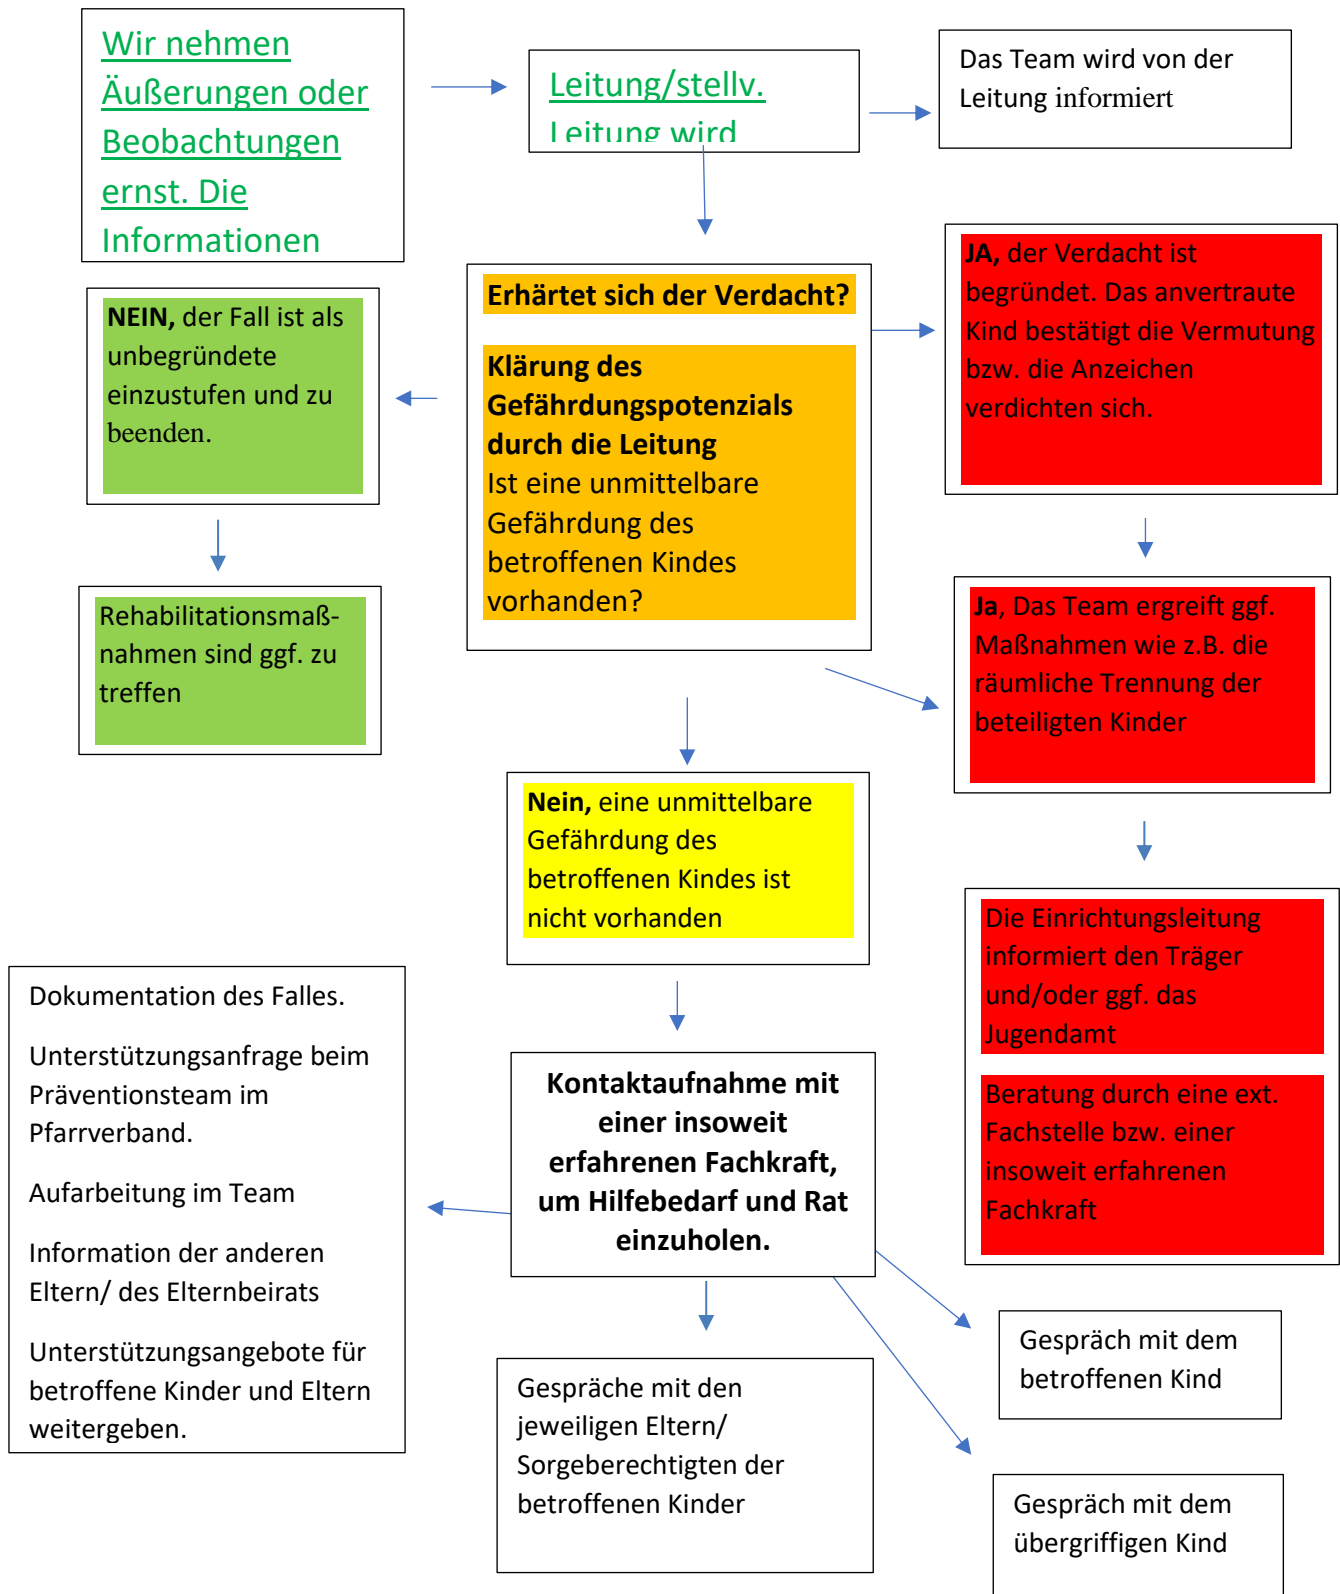 Wir nehmen
Äußerungen oder
Beobachtungen
ernst. Die
Informationen
Leitung/stellv.
Leitung wird
Das Team wird von der
Leitung informiert
Erhärtet sich der Verdacht?
Klärung des
Gefährdungspotenzials
durch die Leitung
Ist eine unmittelbare
Gefährdung des
betroffenen Kindes
vorhanden?
JA, der Verdacht ist
begründet. Das anvertraute
Kind bestätigt die Vermutung
bzw. die Anzeichen
verdichten sich.
NEIN, der Fall ist als
unbegründete
einzustufen und zu
beenden.
Rehabilitationsmaß-
nahmen sind ggf. zu
treffen
Ja, Das Team ergreift ggf.
Maßnahmen wie z.B. die
räumliche Trennung der
beteiligten Kinder
Nein, eine unmittelbare
Gefährdung des
betroffenen Kindes ist
nicht vorhanden
Die Einrichtungsleitung
informiert den Träger
und/oder ggf. das
Jugendamt
Beratung durch eine ext.
Fachstelle bzw. einer
insoweit erfahrenen
Fachkraft
Dokumentation des Falles.
Unterstützungsanfrage beim
Präventionsteam im
Pfarrverband.
Aufarbeitung im Team
Information der anderen
Eltern/ des Elternbeirats
Unterstützungsangebote für
betroffene Kinder und Eltern
weitergeben.
Kontaktaufnahme mit
einer insoweit
erfahrenen Fachkraft,
um Hilfebedarf und Rat
einzuholen.
Gespräche mit den
jeweiligen Eltern/
Sorgeberechtigten der
betroffenen Kinder
Gespräch mit dem
betroffenen Kind
Gespräch mit dem
übergriffigen Kind